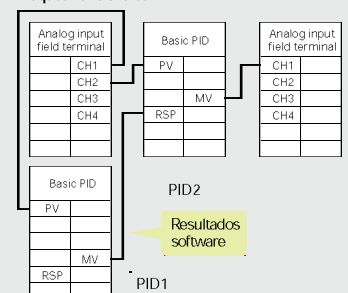 Analog input
field terminal
CH1
CH2
CH3
CH4
Basic PID
PV
MV
RSP
Analog input
field terminal
CH1
CH2
CH3
CH4
Basic PID
PV
MV
RSP
PID2
Resultados
software
PID1